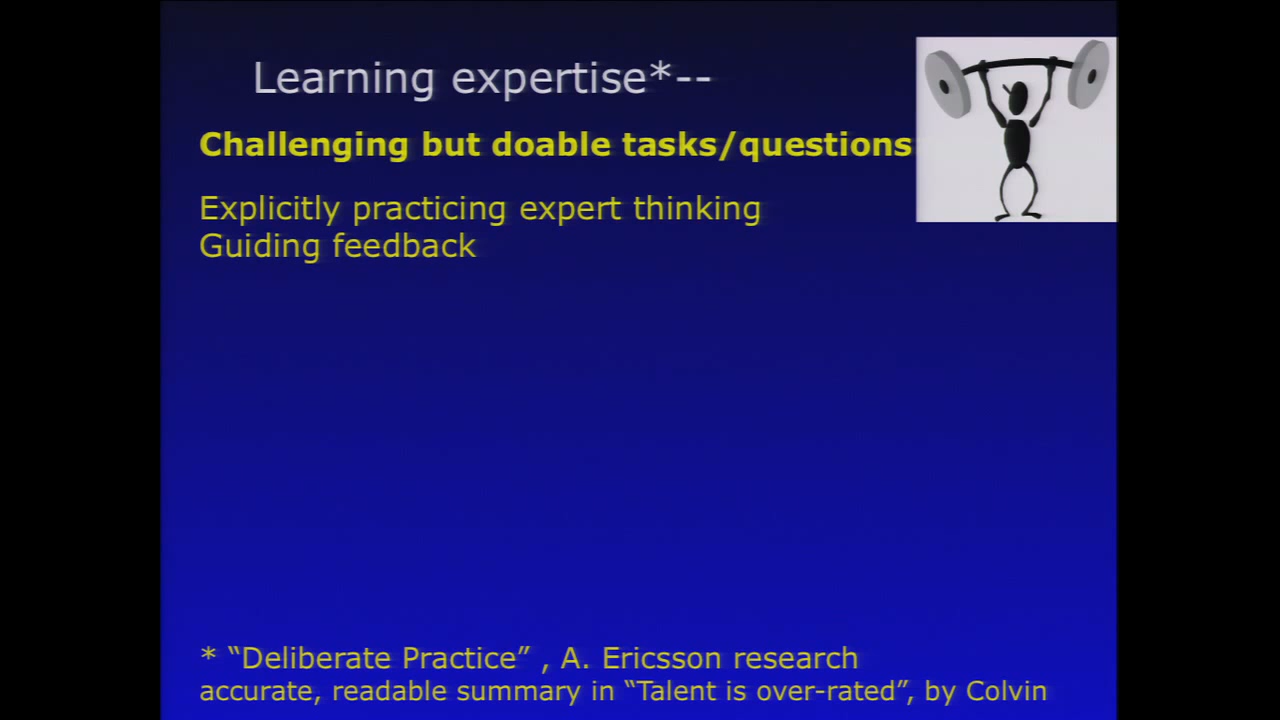 Learning expertise*--
Challenging but doable tasks/questions
Explicitly practicing expert thinking
Guiding feedback
* “Deliberate Practice” , A. Ericsson research
accurate, readable summary in “Talent is over-rated”, by Colvin